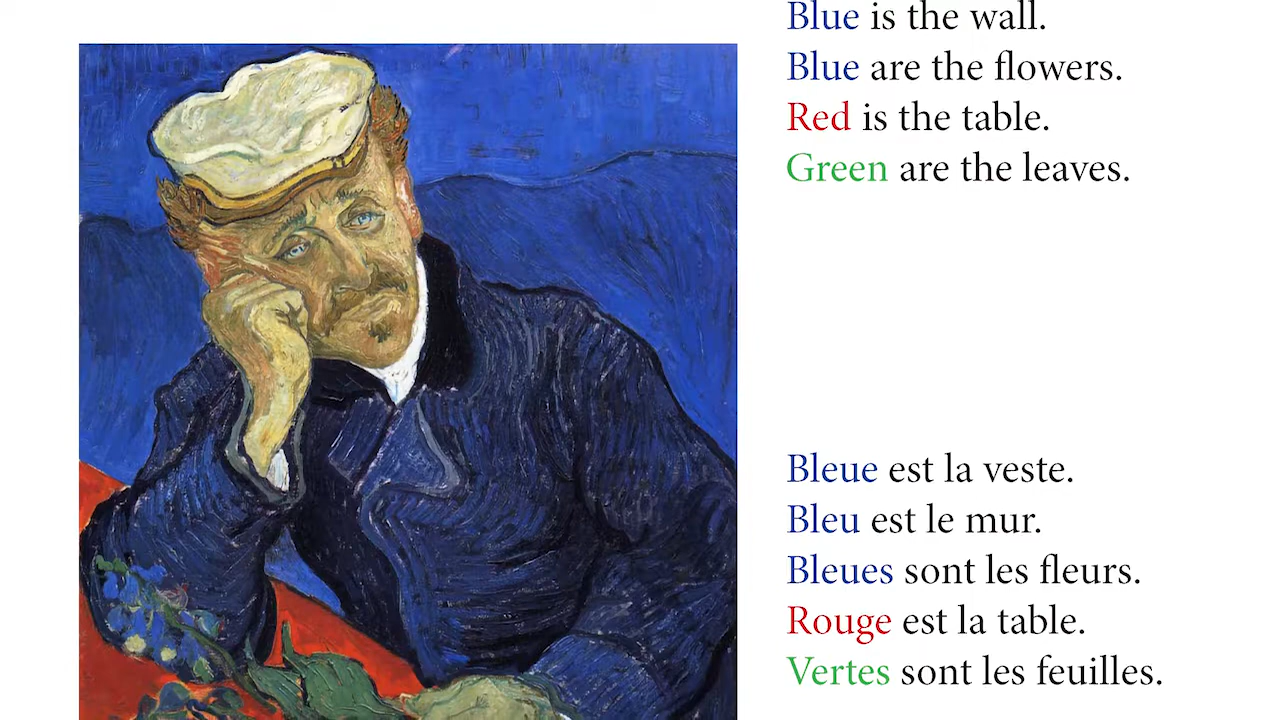 Blue is the wall.
Blue are the flowers.
Red is the table.
Green are the leaves.
Bleue est la veste.
Bleu est le mur.
Bleues sont les fleurs.
Rouge est la table.
Vertes sont les feuilles.